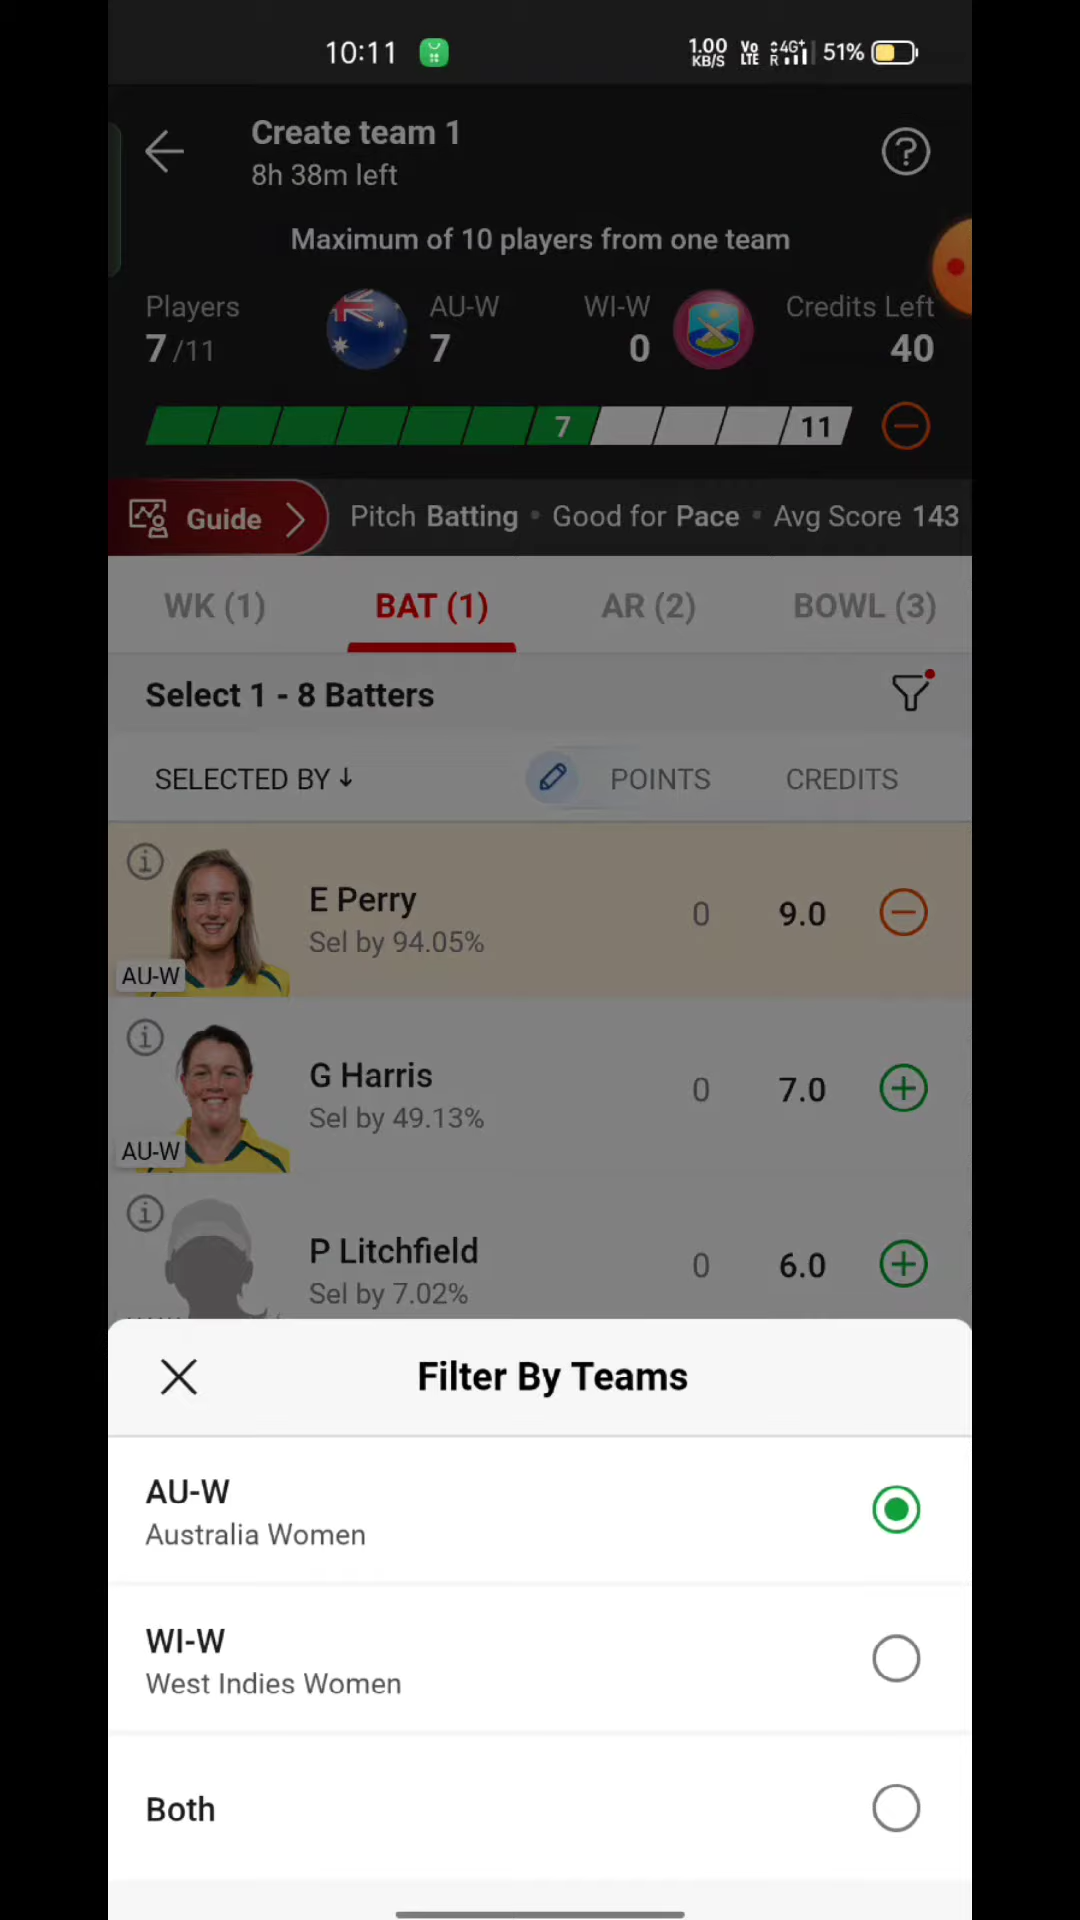 10:11
1.00 KB/S Vo LTE 4G+ R 51%
Create team 1
8h 38m left
Maximum of 10 players from one team
Players AU-W WI-W Credits Left
7/11 7 0 40
7 11
Guide Pitch Batting • Good for Pace • Avg Score 143
WK (1) BAT (1) AR (2) BOWL (3)
Select 1 - 8 Batters
SELECTED BY ↓ POINTS CREDITS
E Perry 0 9.0
Sel by 94.05%
AU-W
G Harris 0 7.0
Sel by 49.13%
AU-W
P Litchfield 0 6.0
Sel by 7.02%
Filter By Teams
AU-W
Australia Women
WI-W
West Indies Women
Both